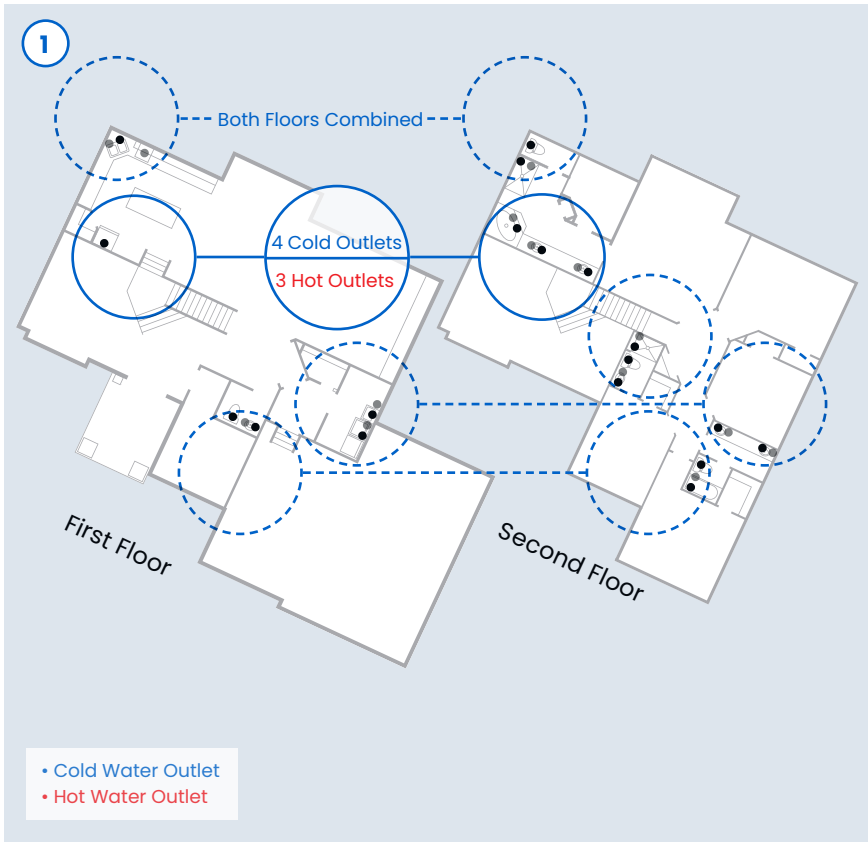 1
Both Floors Combined
4 Cold Outlets
3 Hot Outlets
First Floor
Second Floor
• Cold Water Outlet
• Hot Water Outlet